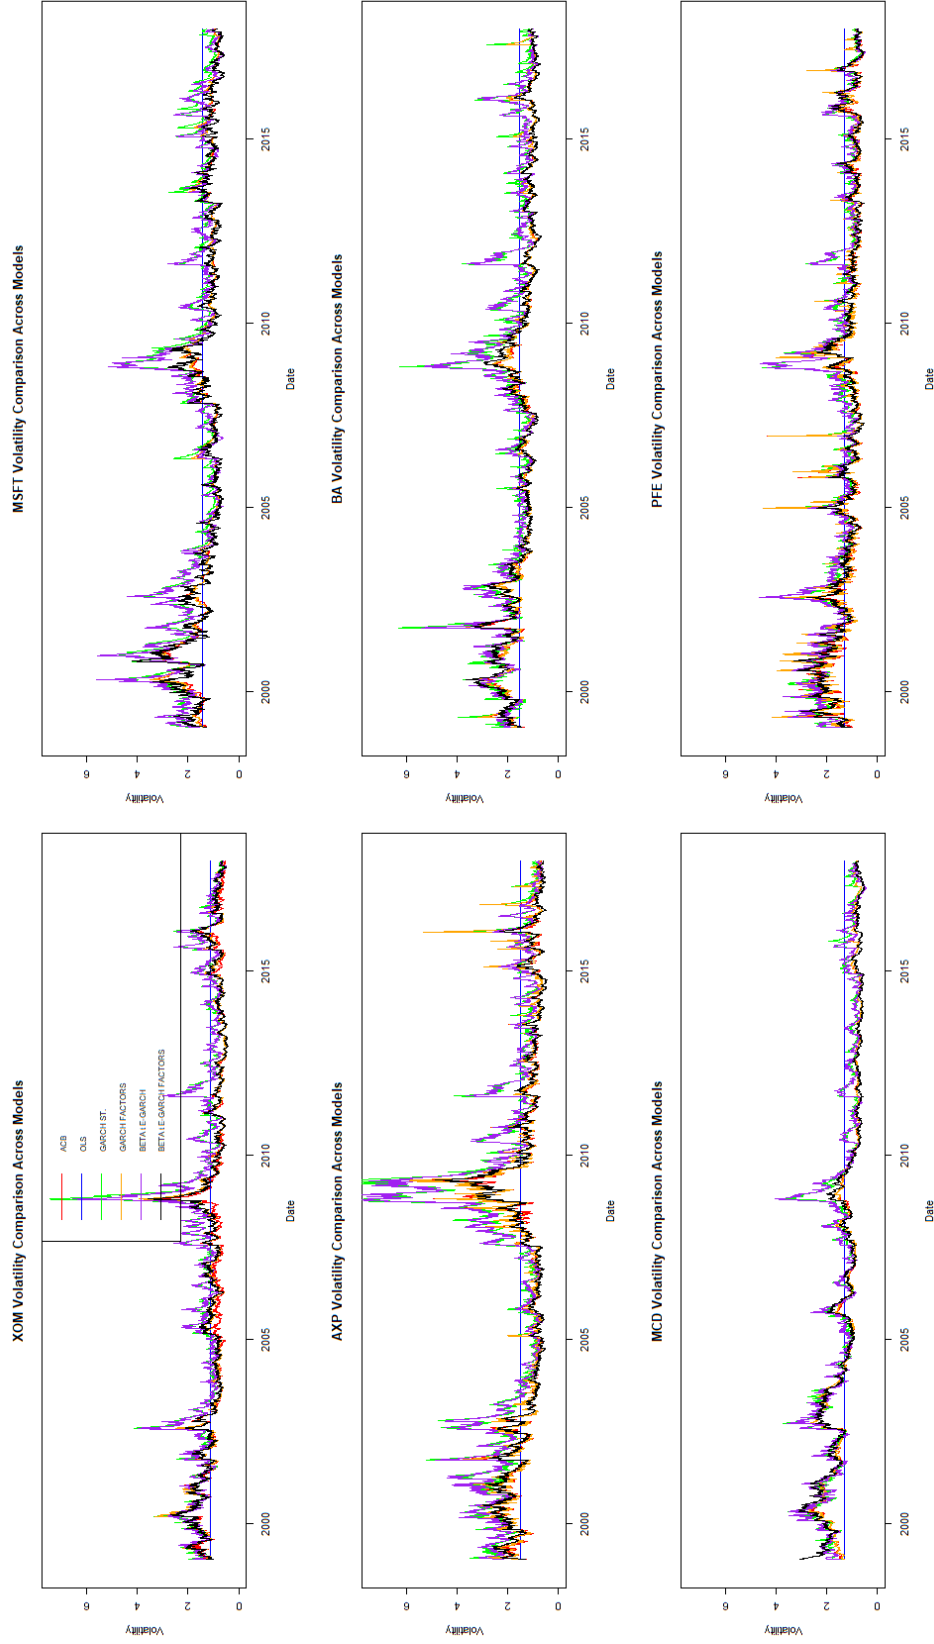 XOM Volatility Comparison Across Models
Volatility
6
4
2
0
ACB
OLS
GARCH ST.
GARCH FACTORS
BETA t E-GARCH
BETA t E-GARCH FACTORS
2000 2005 2010 2015
Date
MSFT Volatility Comparison Across Models
Volatility
6
4
2
0
2000 2005 2010 2015
Date
AXP Volatility Comparison Across Models
Volatility
6
4
2
0
2000 2005 2010 2015
Date
BA Volatility Comparison Across Models
Volatility
6
4
2
0
2000 2005 2010 2015
Date
MCD Volatility Comparison Across Models
Volatility
6
4
2
0
2000 2005 2010 2015
Date
PFE Volatility Comparison Across Models
Volatility
6
4
2
0
2000 2005 2010 2015
Date